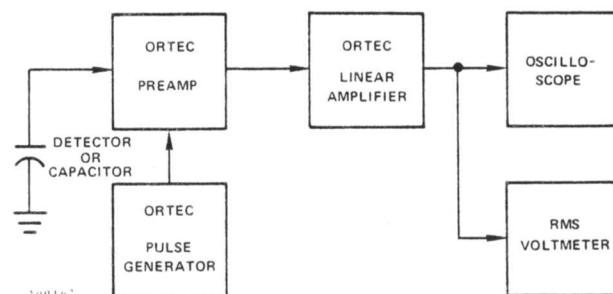 ORTEC
PREAMP
ORTEC
LINEAR
AMPLIFIER
OSCILLO-
SCOPE
DETECTOR
OR
CAPACITOR
ORTEC
PULSE
GENERATOR
RMS
VOLTMETER